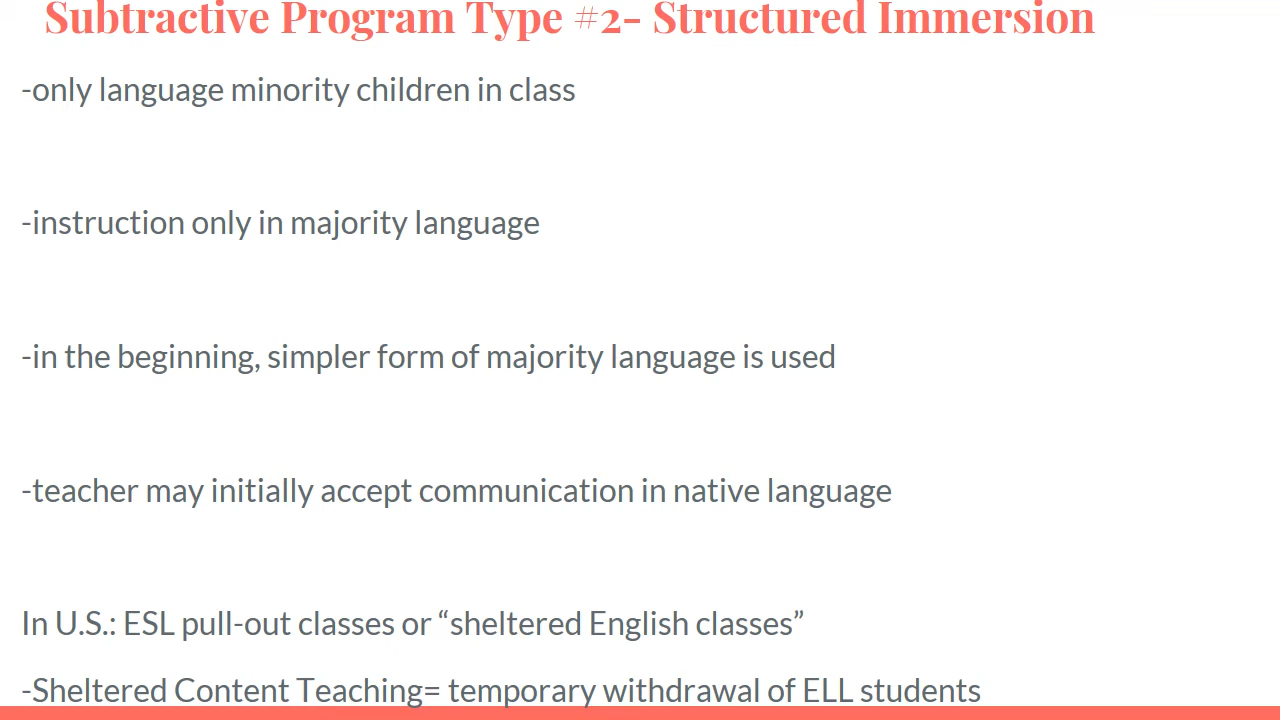 Subtractive Program Type #2- Structured Immersion
-only language minority children in class
-instruction only in majority language
-in the beginning, simpler form of majority language is used
-teacher may initially accept communication in native language
In U.S.: ESL pull-out classes or “sheltered English classes”
-Sheltered Content Teaching= temporary withdrawal of ELL students